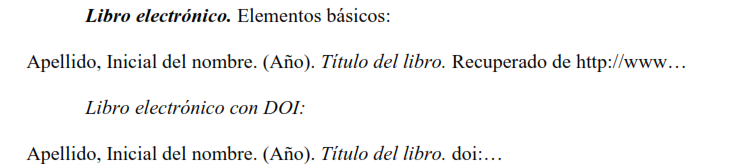 Libro electrónico. Elementos básicos:
Apellido, Inicial del nombre. (Año). Título del libro. Recuperado de http://www…
Libro electrónico con DOI:
Apellido, Inicial del nombre. (Año). Título del libro. doi:…